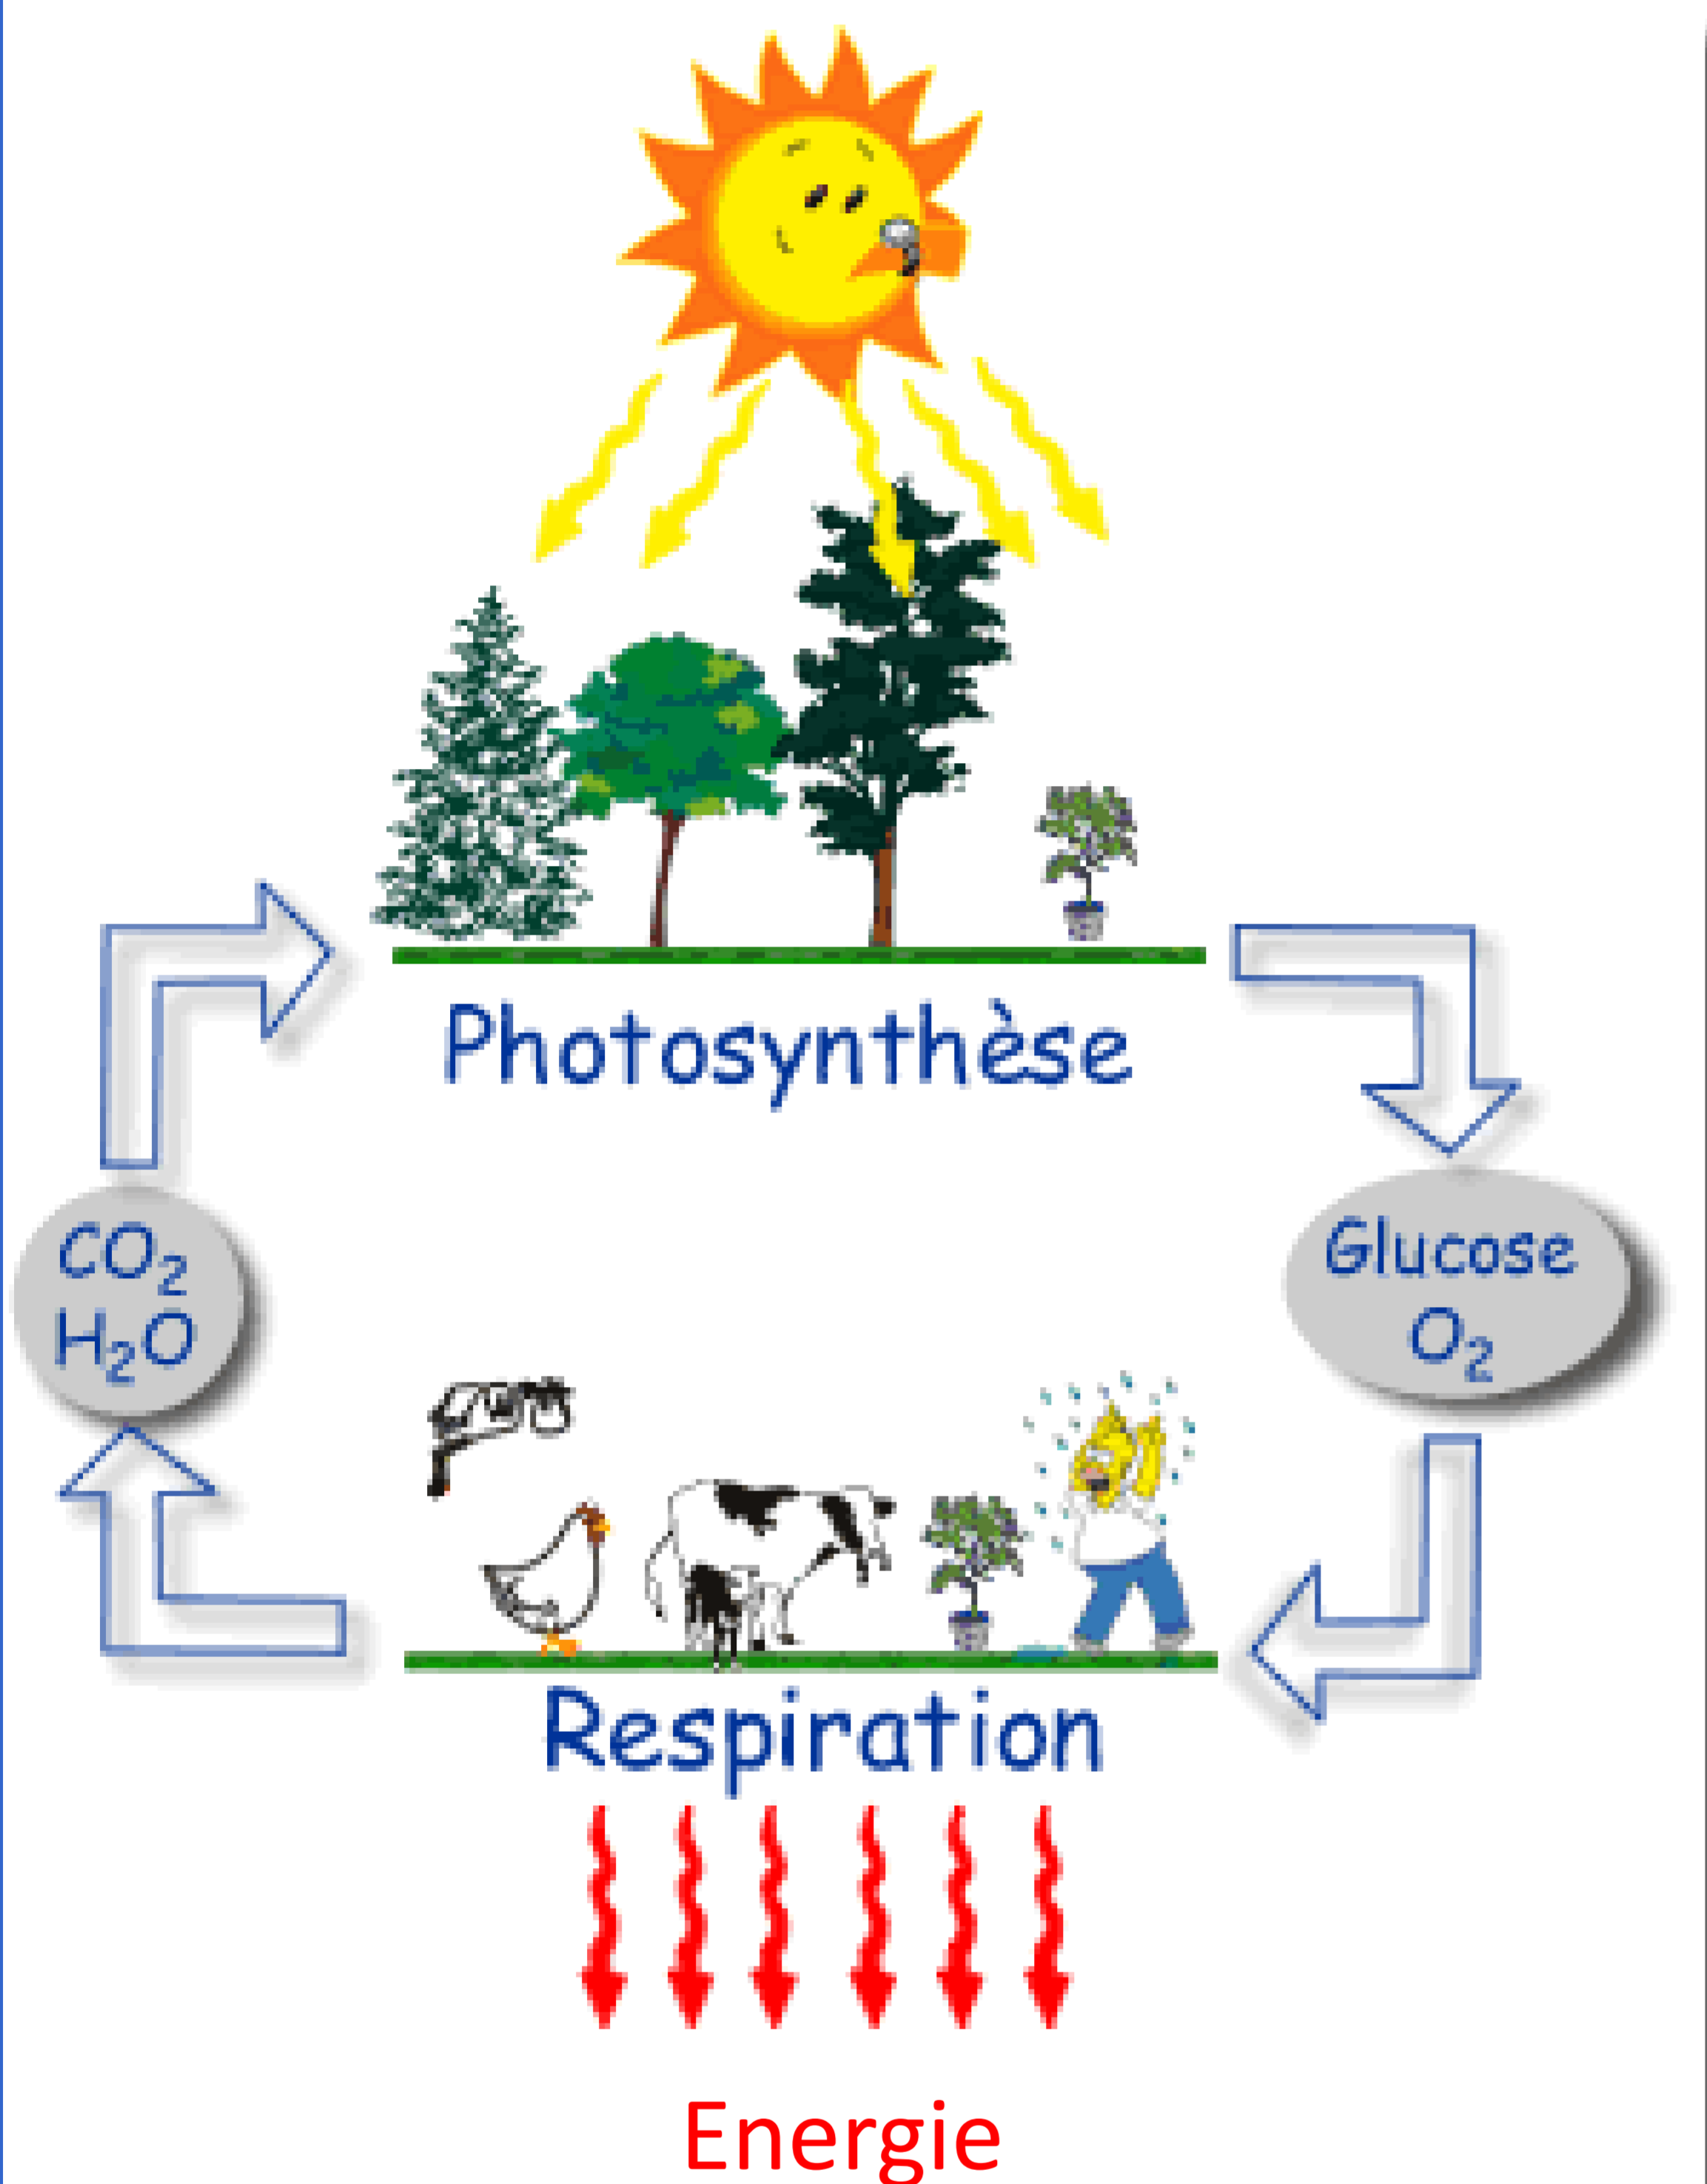 Photosynthèse
CO₂
H₂O
Glucose
O₂
Respiration
Energie